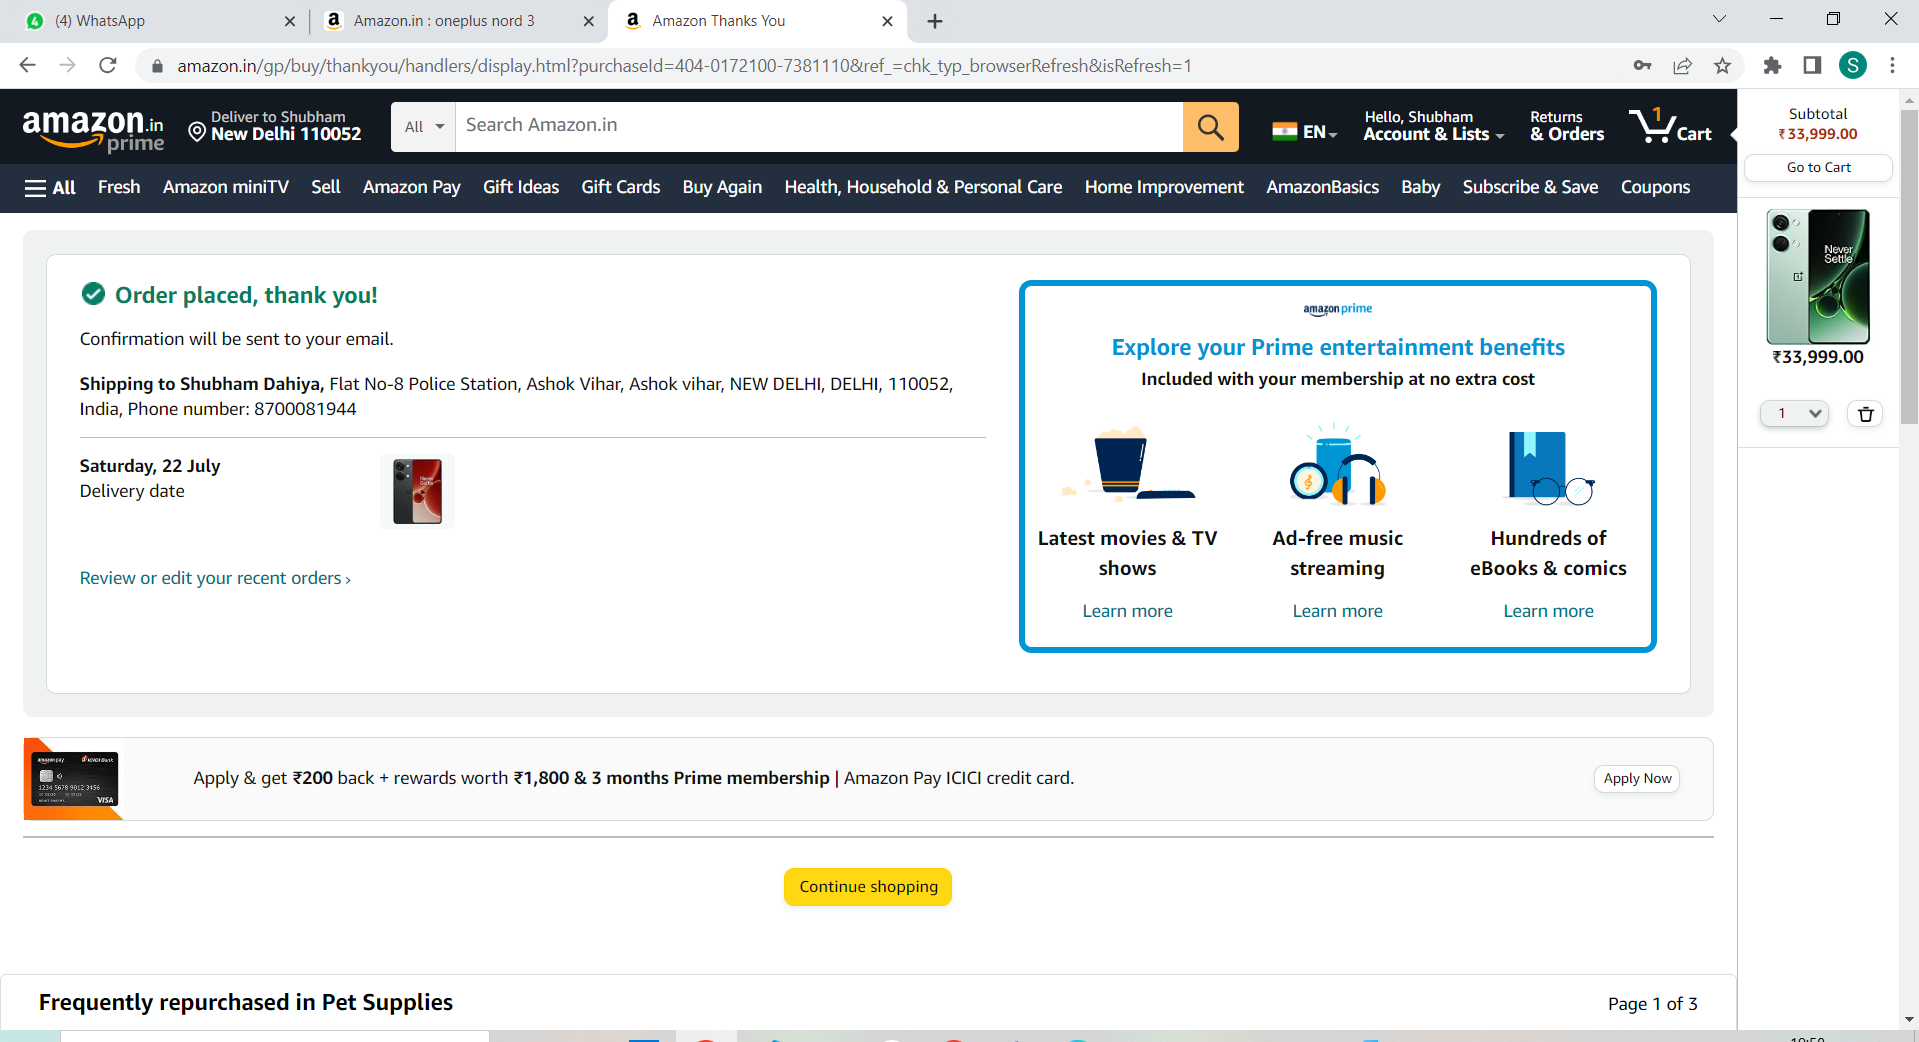 (4) WhatsApp
Amazon.in : oneplus nord 3
Amazon Thanks You
amazon.in/gp/buy/thankyou/handlers/display.html?purchaseId=404-0172100-7381110&ref_=chk_typ_browserRefresh&isRefresh=1
S
amazon.in
prime
Deliver to Shubham
New Delhi 110052
All
Search Amazon.in
EN
Hello, Shubham
Account & Lists
Returns
& Orders
1
Cart
All
Fresh
Amazon miniTV
Sell
Amazon Pay
Gift Ideas
Gift Cards
Buy Again
Health, Household & Personal Care
Home Improvement
AmazonBasics
Baby
Subscribe & Save
Coupons
Subtotal
₹33,999.00
Go to Cart
Never
Settle
₹33,999.00
1
Order placed, thank you!
Confirmation will be sent to your email.
Shipping to Shubham Dahiya, Flat No-8 Police Station, Ashok Vihar, Ashok vihar, NEW DELHI, DELHI, 110052,
India, Phone number: 8700081944
Saturday, 22 July
Delivery date
Review or edit your recent orders ›
amazon prime
Explore your Prime entertainment benefits
Included with your membership at no extra cost
Latest movies & TV
shows
Learn more
Ad-free music
streaming
Learn more
Hundreds of
eBooks & comics
Learn more
amazon pay
ICICI Bank
1234 5678 9012 3456
VISA
Apply & get ₹200 back + rewards worth ₹1,800 & 3 months Prime membership | Amazon Pay ICICI credit card.
Apply Now
Continue shopping
Frequently repurchased in Pet Supplies
Page 1 of 3